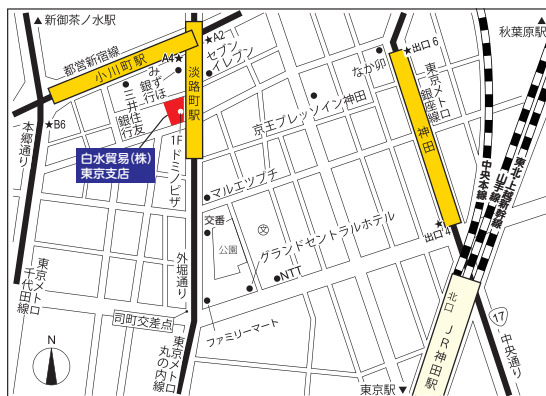 ▲新御茶ノ水駅
秋葉原駅▲
都営新宿線
小川町駅
A4★
★A2
セブン
イレブン
みずほ
銀行
三井住友
銀行
淡路町駅
★B6
本郷通り
白水貿易(株)
東京支店
1F ドミノピザ
なか卯
★出口6
東京メトロ
銀座線
神田
京王プレッソイン神田
マルエツプチ
交番
公園
文
グランドセントラルホテル
NTT
出口4★
中央本線
山手線
東北・上越新幹線
外堀通り
東京メトロ
千代田線
司町交差点
ファミリーマート
東京メトロ
丸の内線
N
北口
JR神田駅
17
中央通り
東京駅▼